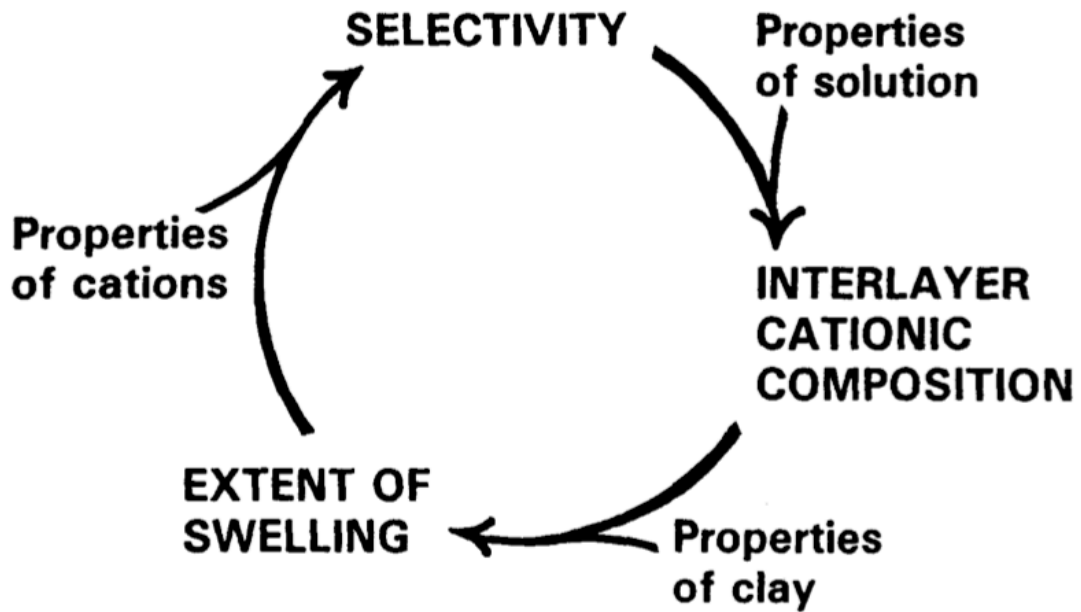 SELECTIVITY
Properties
of solution
Properties
of cations
INTERLAYER
CATIONIC
COMPOSITION
EXTENT OF
SWELLING
Properties
of clay